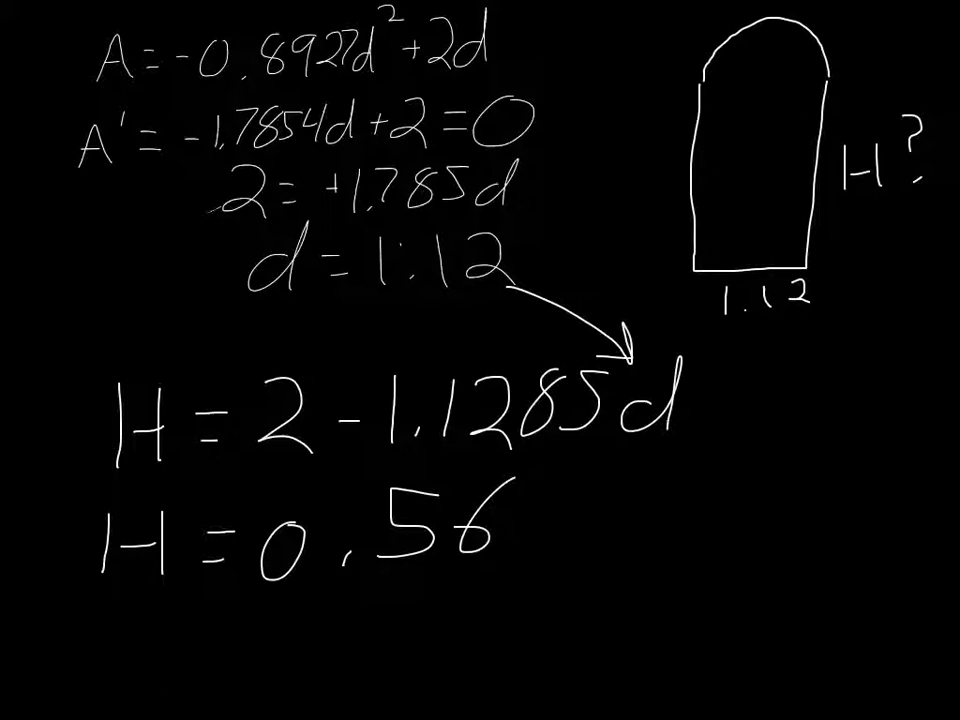 A = -0.8927d²+2d
A' = -1.7854d+2=0
2= +1.785d
d = 1.12
H?
1.12
H = 2 - 1.1285d
H = 0.56